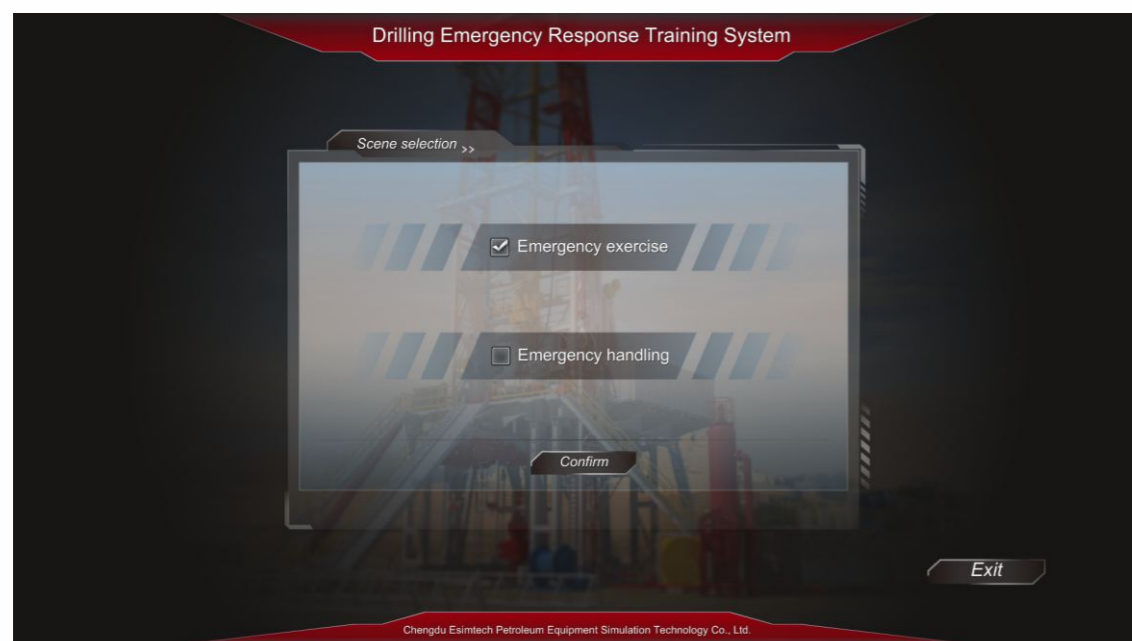 Drilling Emergency Response Training System
Scene selection >>
Emergency exercise
Emergency handling
Confirm
Exit
Chengdu Esimtech Petroleum Equipment Simulation Technology Co., Ltd.